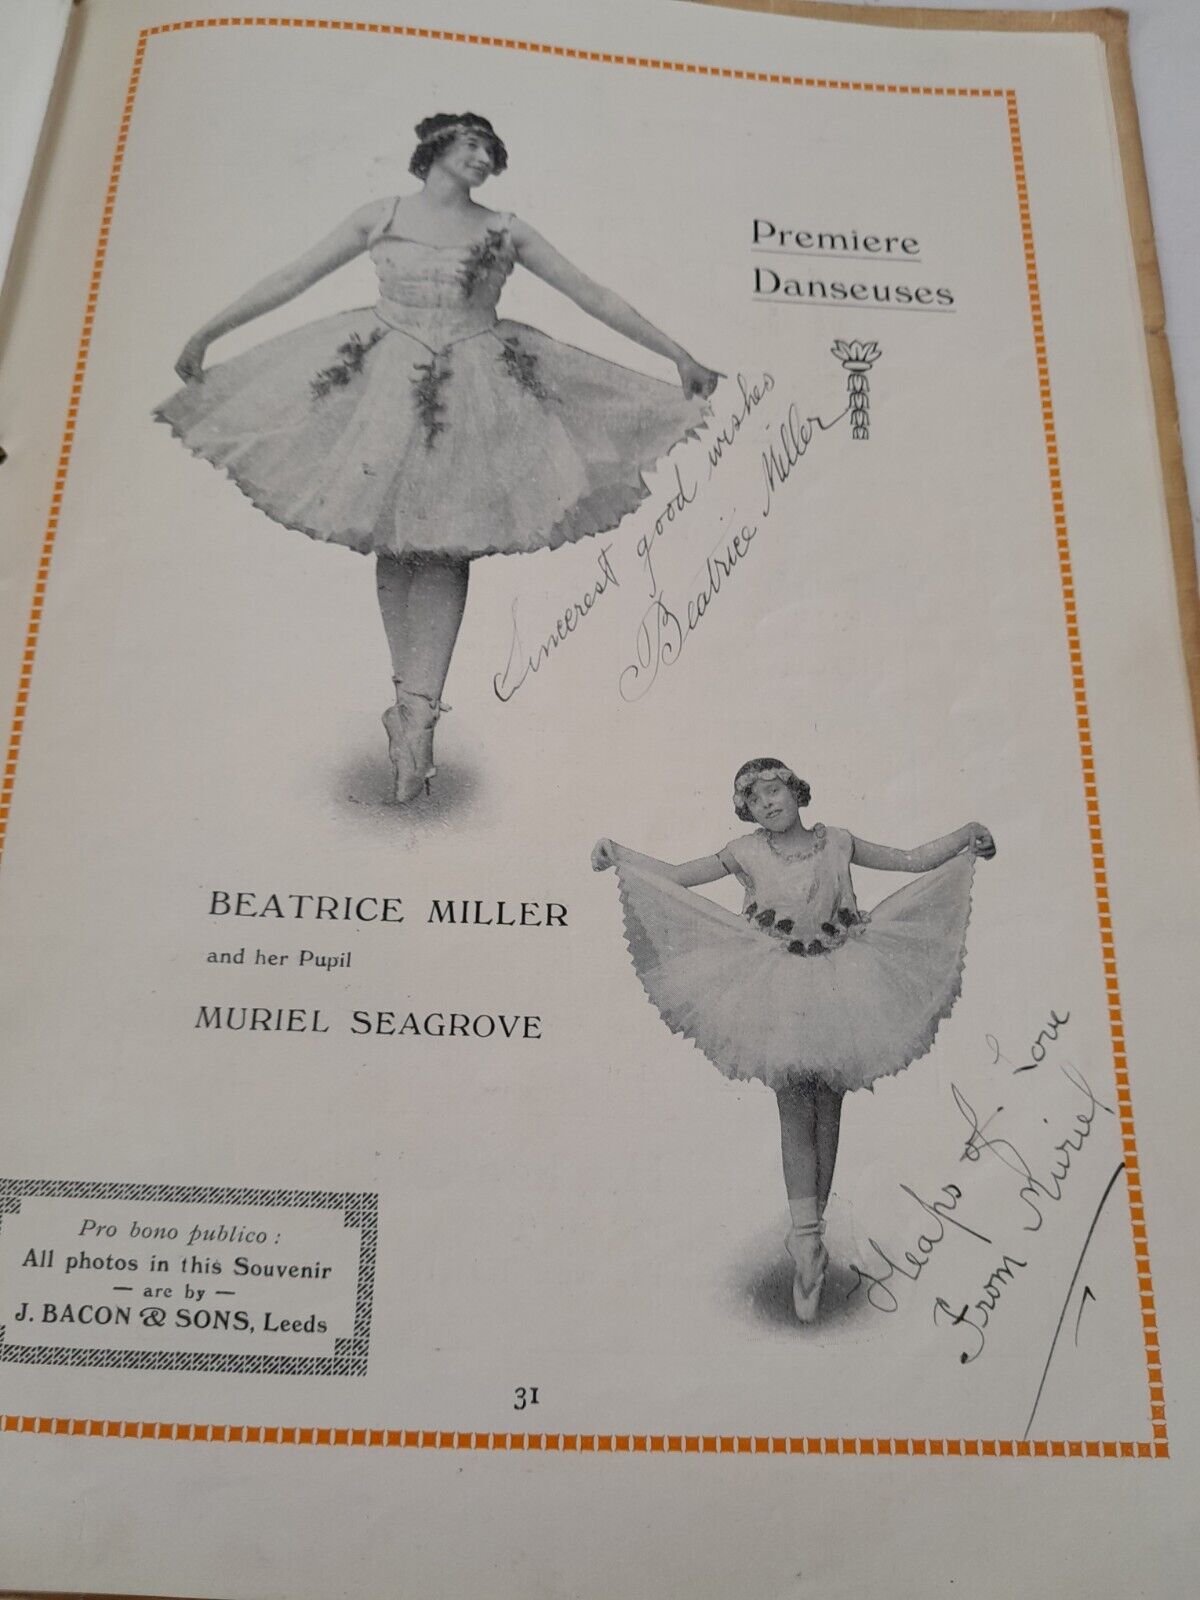 Premiere
Danseuses
Sincerest good wishes
Beatrice Miller
BEATRICE MILLER
and her Pupil
MURIEL SEAGROVE
Heaps of Love
From Muriel
Pro bono publico :
All photos in this Souvenir
— are by —
J. BACON & SONS, Leeds
31